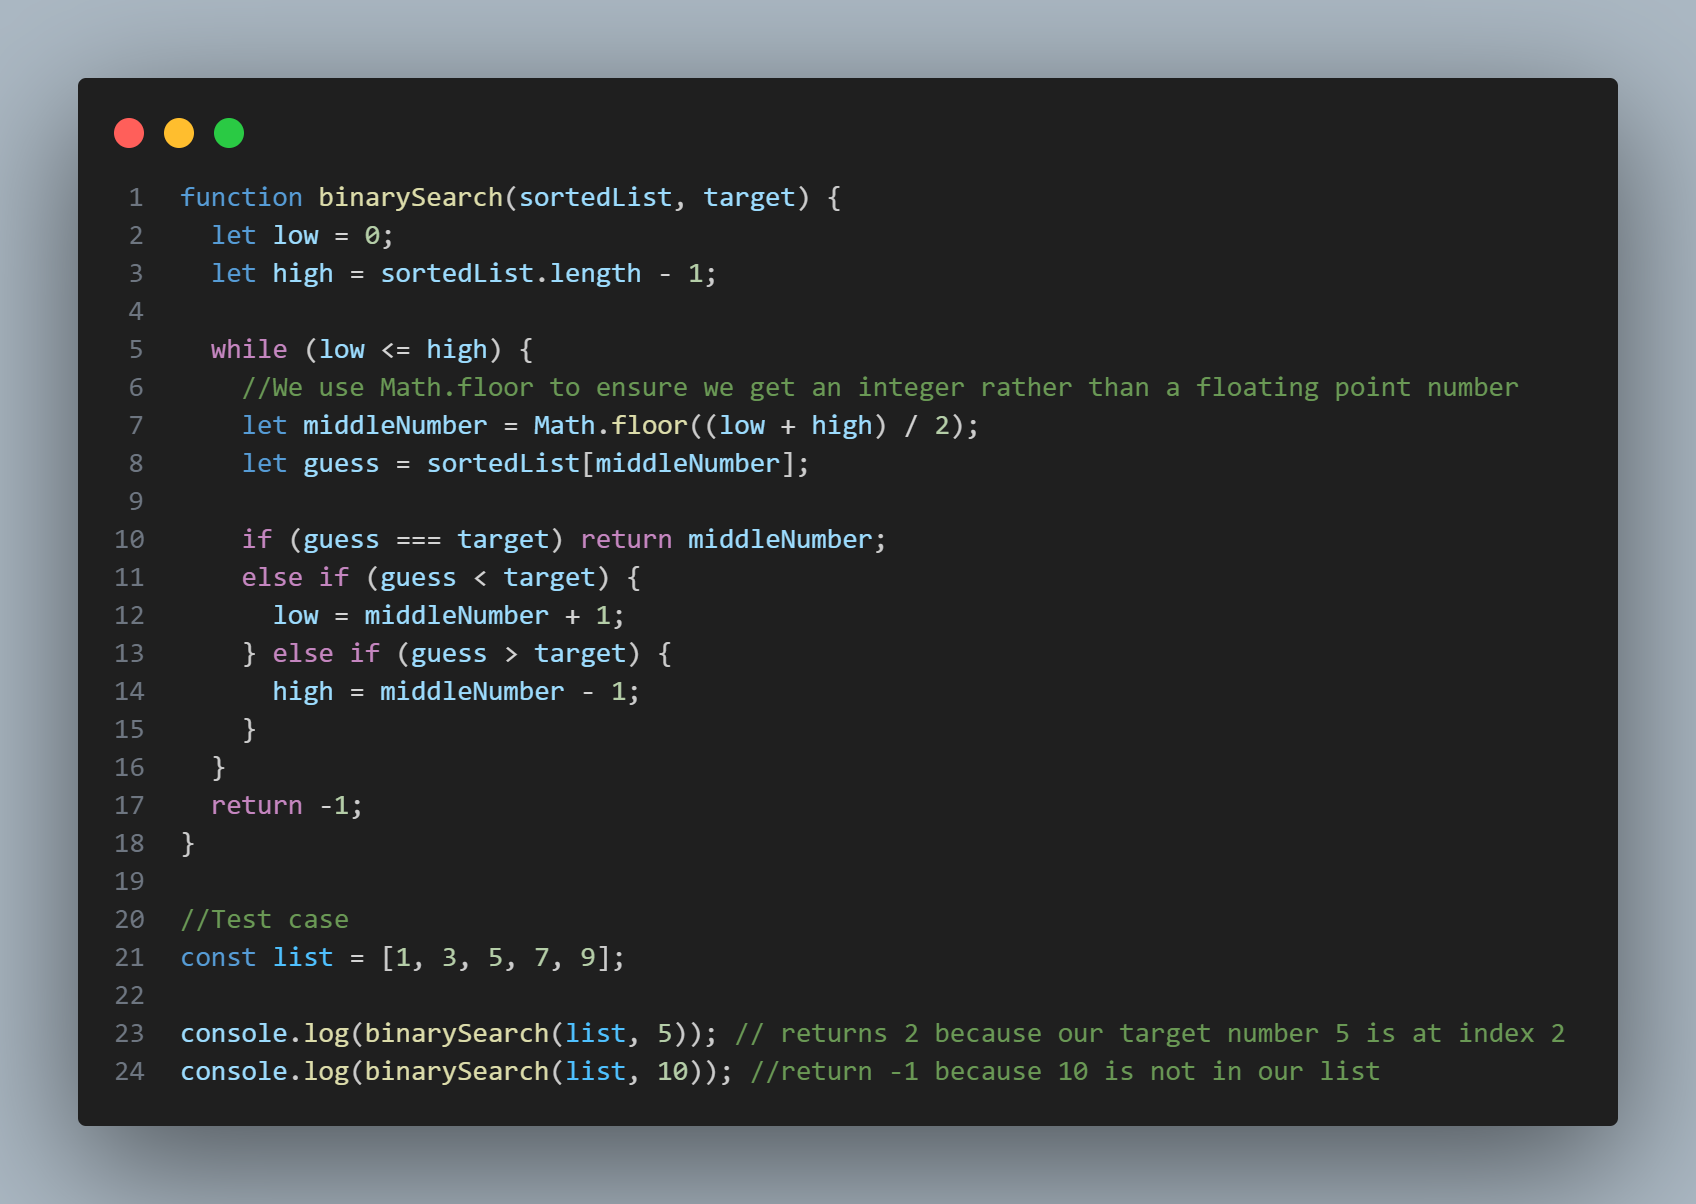 1 function binarySearch(sortedList, target) {
2   let low = 0;
3   let high = sortedList.length - 1;
4
5   while (low <= high) {
6     //We use Math.floor to ensure we get an integer rather than a floating point number
7     let middleNumber = Math.floor((low + high) / 2);
8     let guess = sortedList[middleNumber];
9
10     if (guess === target) return middleNumber;
11     else if (guess < target) {
12       low = middleNumber + 1;
13     } else if (guess > target) {
14       high = middleNumber - 1;
15     }
16   }
17   return -1;
18 }
19
20 //Test case
21 const list = [1, 3, 5, 7, 9];
22
23 console.log(binarySearch(list, 5)); // returns 2 because our target number 5 is at index 2
24 console.log(binarySearch(list, 10)); //return -1 because 10 is not in our list